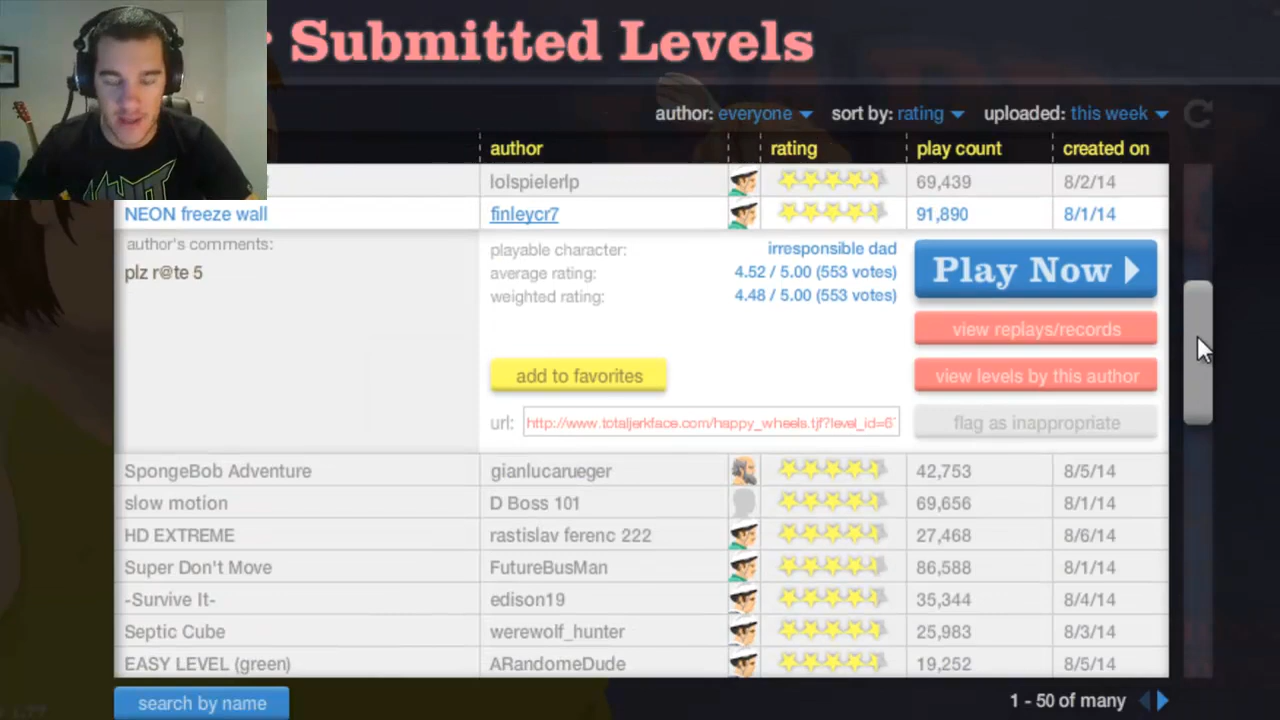 Submitted Levels
author: everyone sort by: rating uploaded: this week
author rating play count created on
lolspielerlp 69,439 8/2/14
NEON freeze wall finleycr7 91,890 8/1/14
author's comments:
plz r@te 5
playable character: irresponsible dad
average rating: 4.52 / 5.00 (553 votes)
weighted rating: 4.48 / 5.00 (553 votes)
Play Now
view replays/records
add to favorites
view levels by this author
url: http://www.totaljerkface.com/happy_wheels.tjf?level_id=6
flag as inappropriate
SpongeBob Adventure gianlucarueger 42,753 8/5/14
slow motion D Boss 101 69,656 8/1/14
HD EXTREME rastislav ferenc 222 27,468 8/6/14
Super Don't Move FutureBusMan 86,588 8/1/14
-Survive It- edison19 35,344 8/4/14
Septic Cube werewolf_hunter 25,983 8/3/14
EASY LEVEL (green) ARandomeDude 19,252 8/5/14
search by name 1 - 50 of many